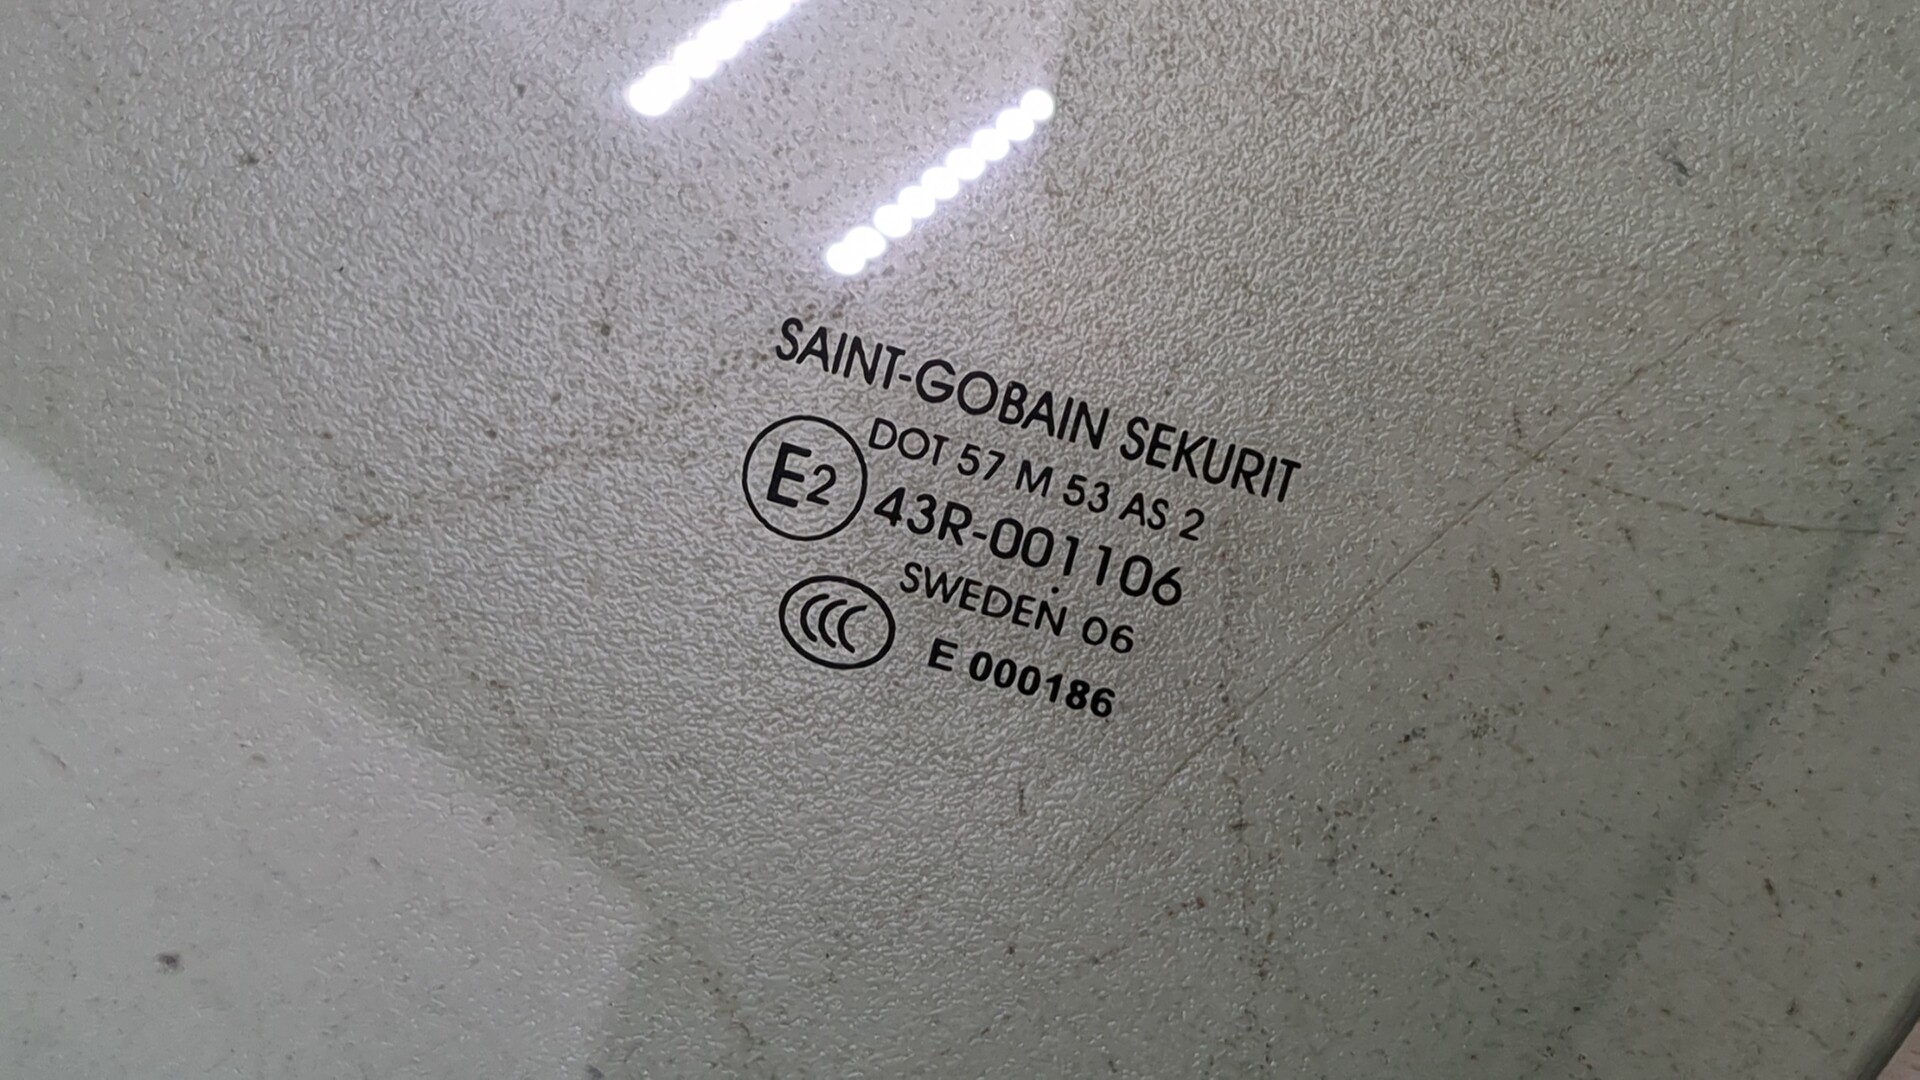 SAINT-GOBAIN SEKURIT
DOT 57 M 53 AS 2
E2 43R-001106
SWEDEN 06
CCC E 000186